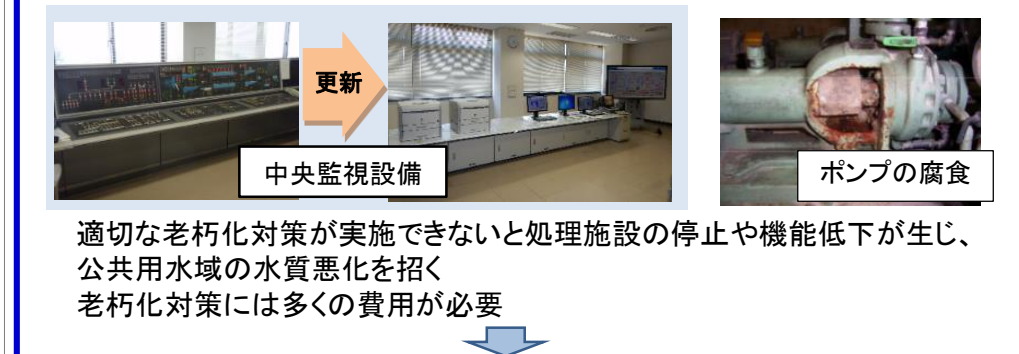 更新
中央監視設備
ポンプの腐食
適切な老朽化対策が実施できないと処理施設の停止や機能低下が生じ、
公共用水域の水質悪化を招く
老朽化対策には多くの費用が必要